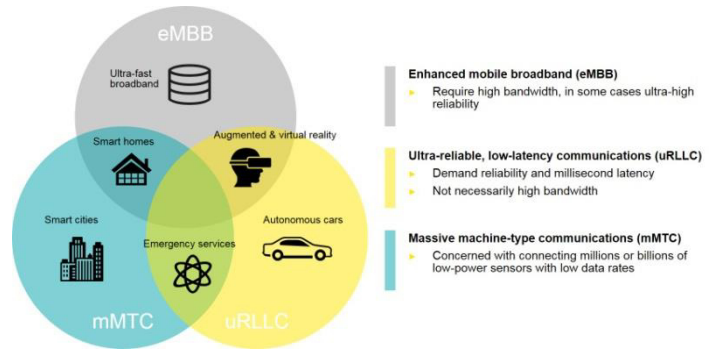 eMBB
Ultra-fast
broadband
Smart homes
Augmented & virtual reality
Smart cities
Emergency services
Autonomous cars
mMTC
uRLLC
Enhanced mobile broadband (eMBB)
Require high bandwidth, in some cases ultra-high
reliability
Ultra-reliable, low-latency communications (uRLLC)
Demand reliability and millisecond latency
Not necessarily high bandwidth
Massive machine-type communications (mMTC)
Concerned with connecting millions or billions of
low-power sensors with low data rates